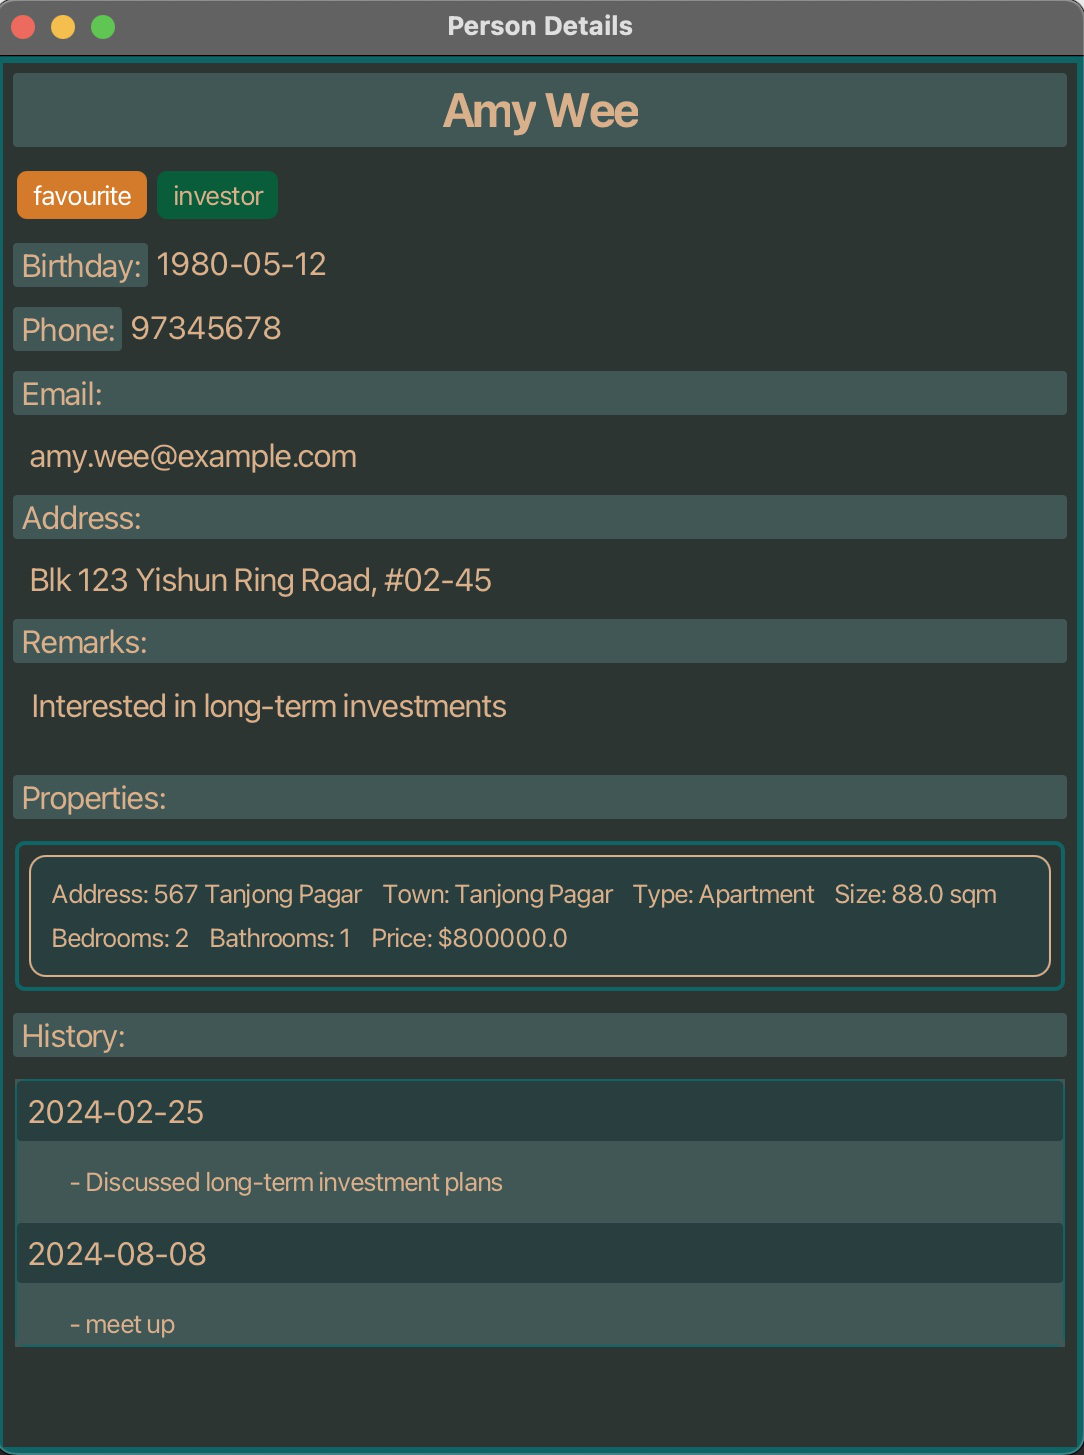 Person Details
Amy Wee
favourite investor
Birthday: 1980-05-12
Phone: 97345678
Email:
amy.wee@example.com
Address:
Blk 123 Yishun Ring Road, #02-45
Remarks:
Interested in long-term investments
Properties:
Address: 567 Tanjong Pagar Town: Tanjong Pagar Type: Apartment Size: 88.0 sqm
Bedrooms: 2 Bathrooms: 1 Price: $800000.0
History:
2024-02-25
- Discussed long-term investment plans
2024-08-08
- meet up